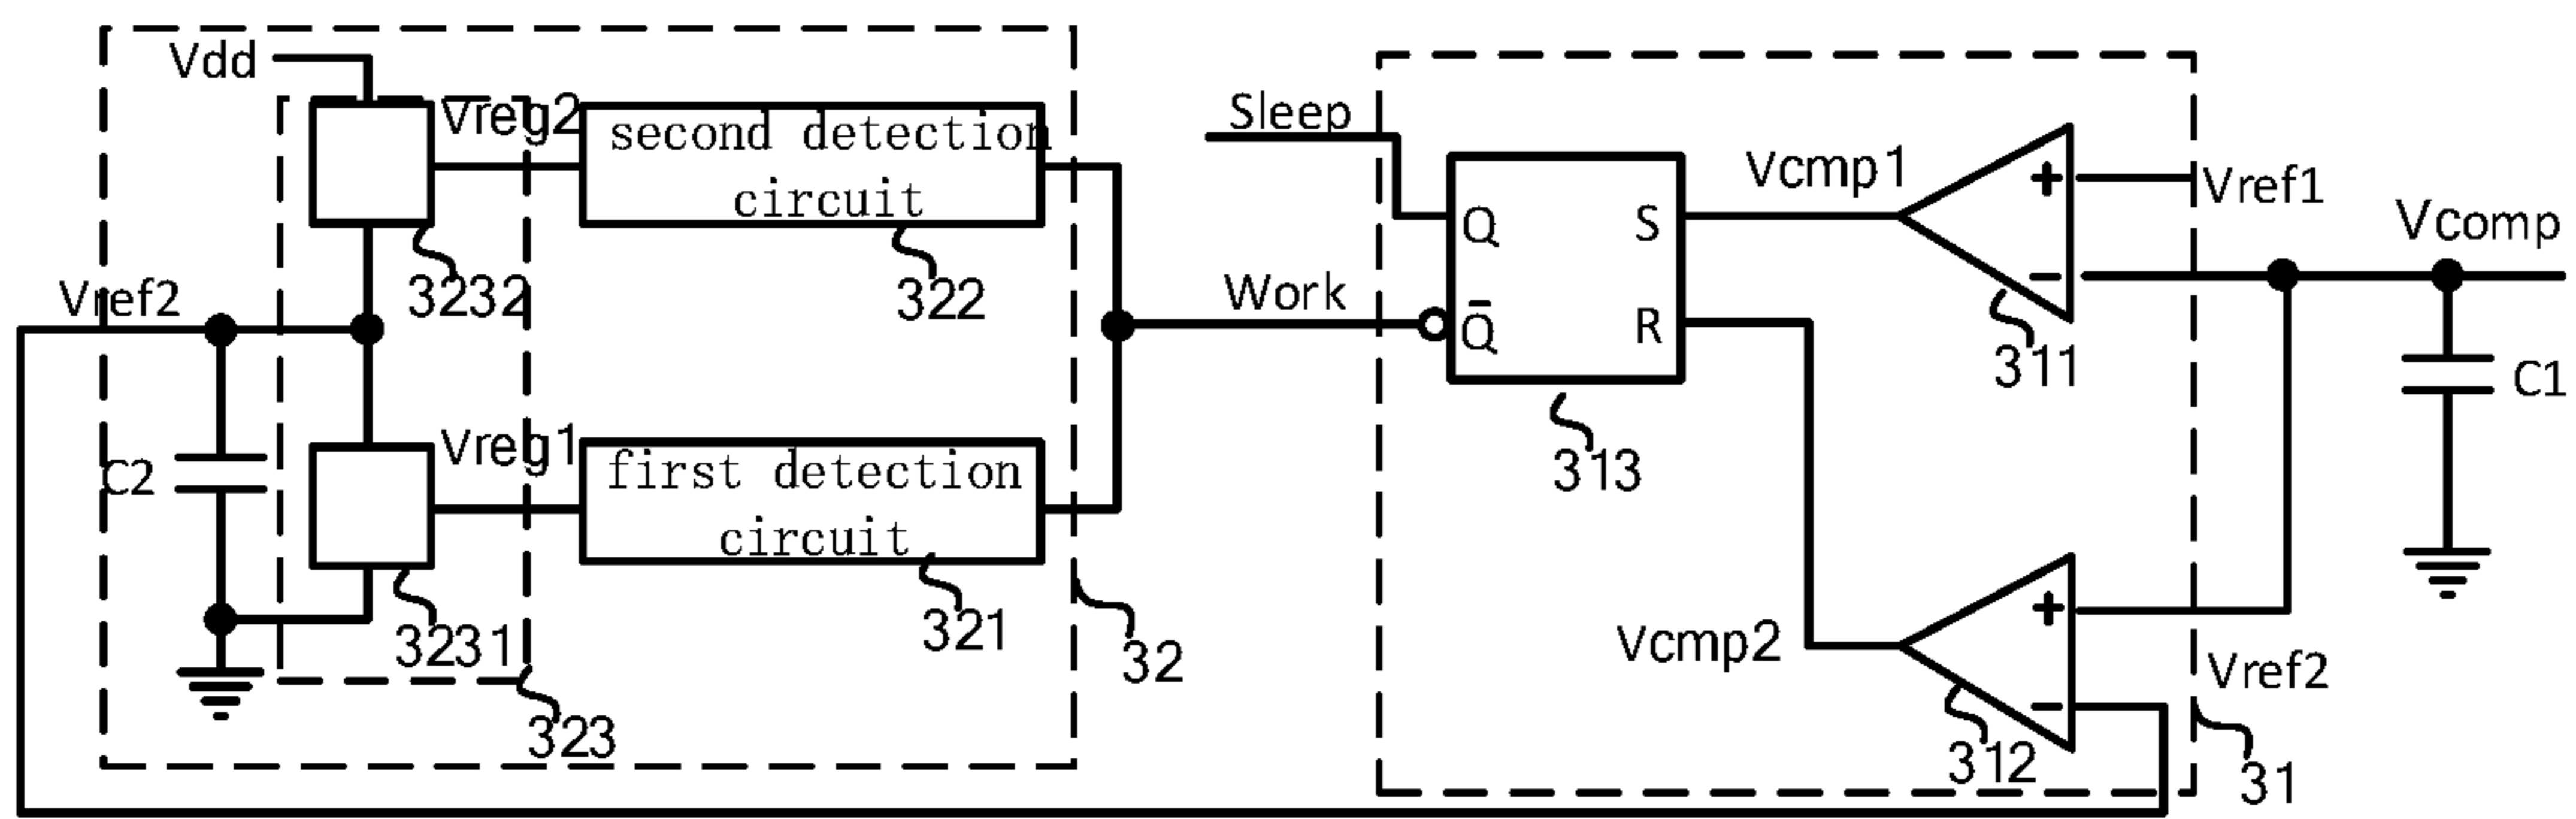 Vdd
Vreg2
second detection
circuit
3232
322
Vref2
C2
Vreg1
first detection
circuit
3231
321
323
32
Sleep
Work
Q
Q̄
S
R
313
Vcmp1
+
−
311
Vref1
Vcomp
C1
Vcmp2
+
−
312
Vref2
31